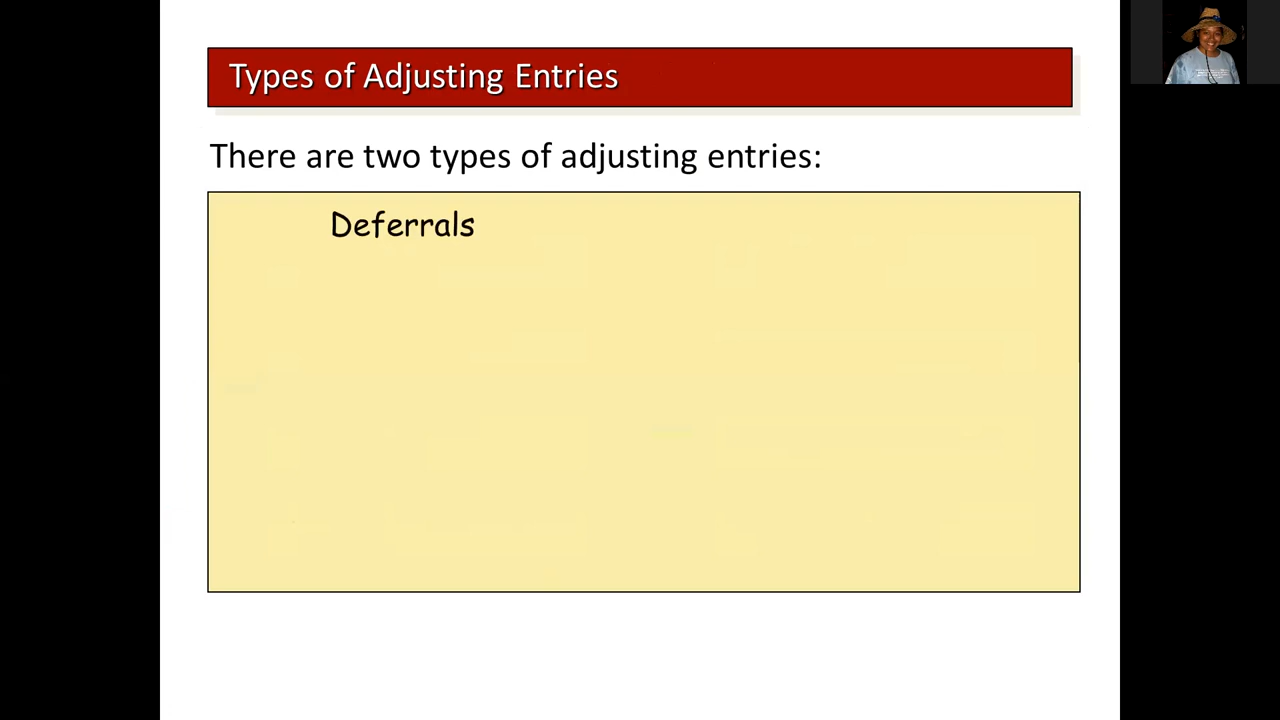 Types of Adjusting Entries
There are two types of adjusting entries:
Deferrals